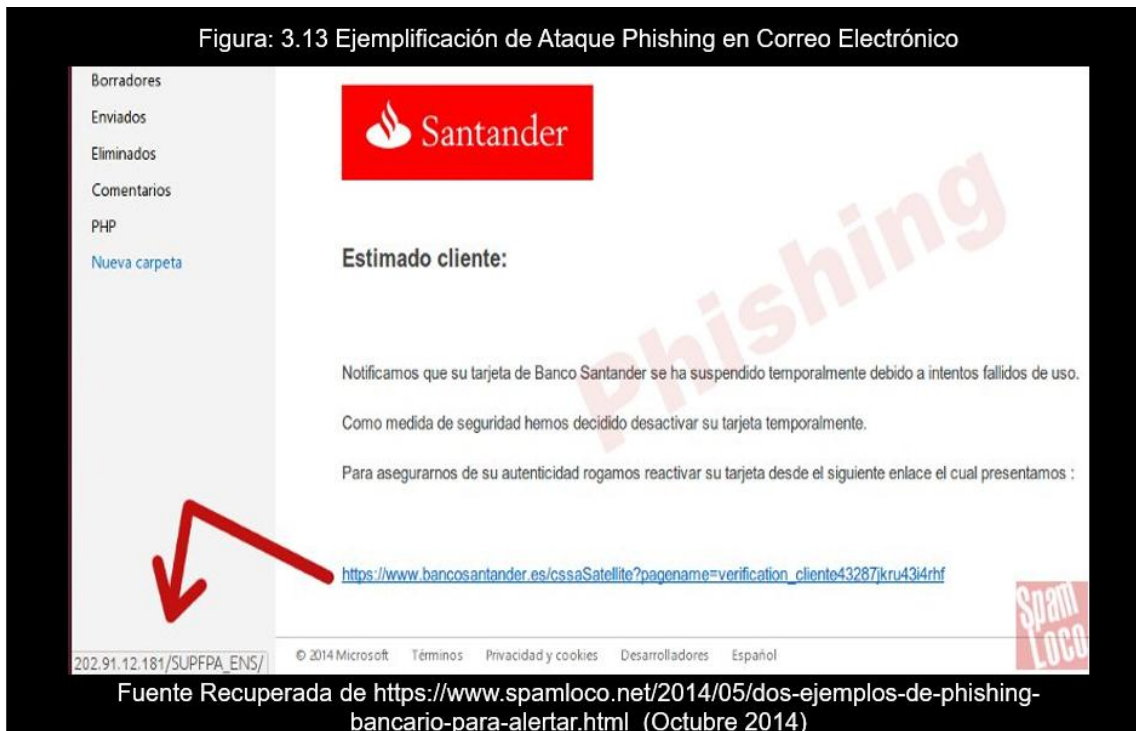 Figura: 3.13 Ejemplificación de Ataque Phishing en Correo Electrónico
Borradores
Enviados
Eliminados
Comentarios
PHP
Nueva carpeta
Santander
Phishing
Estimado cliente:
Notificamos que su tarjeta de Banco Santander se ha suspendido temporalmente debido a intentos fallidos de uso.
Como medida de seguridad hemos decidido desactivar su tarjeta temporalmente.
Para asegurarnos de su autenticidad rogamos reactivar su tarjeta desde el siguiente enlace el cual presentamos :
https://www.bancosantander.es/cssaSatellite?pagename=verification_cliente43287jkru43i4rhf
Spam
Loco
202.91.12.181/SUPFPA_ENS/
© 2014 Microsoft Términos Privacidad y cookies Desarrolladores Español
Fuente Recuperada de https://www.spamloco.net/2014/05/dos-ejemplos-de-phishing-
bancario-para-alertar.html (Octubre 2014)